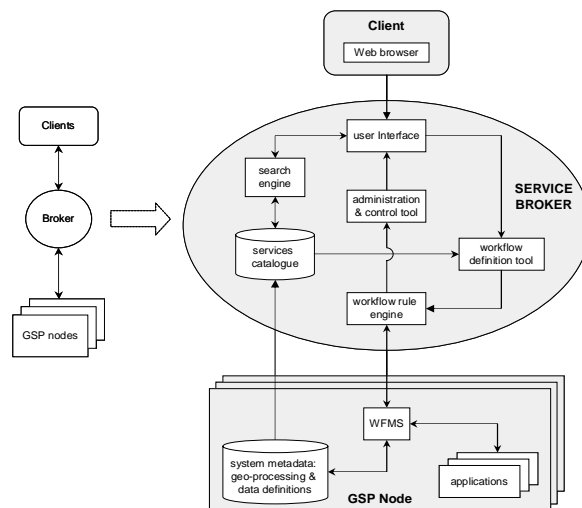 Client
Web browser
Clients
Broker
GSP nodes
user Interface
search
engine
SERVICE
BROKER
administration
& control tool
services
catalogue
workflow
definition tool
workflow rule
engine
WFMS
system metadata:
geo-processing &
data definitions
applications
GSP Node